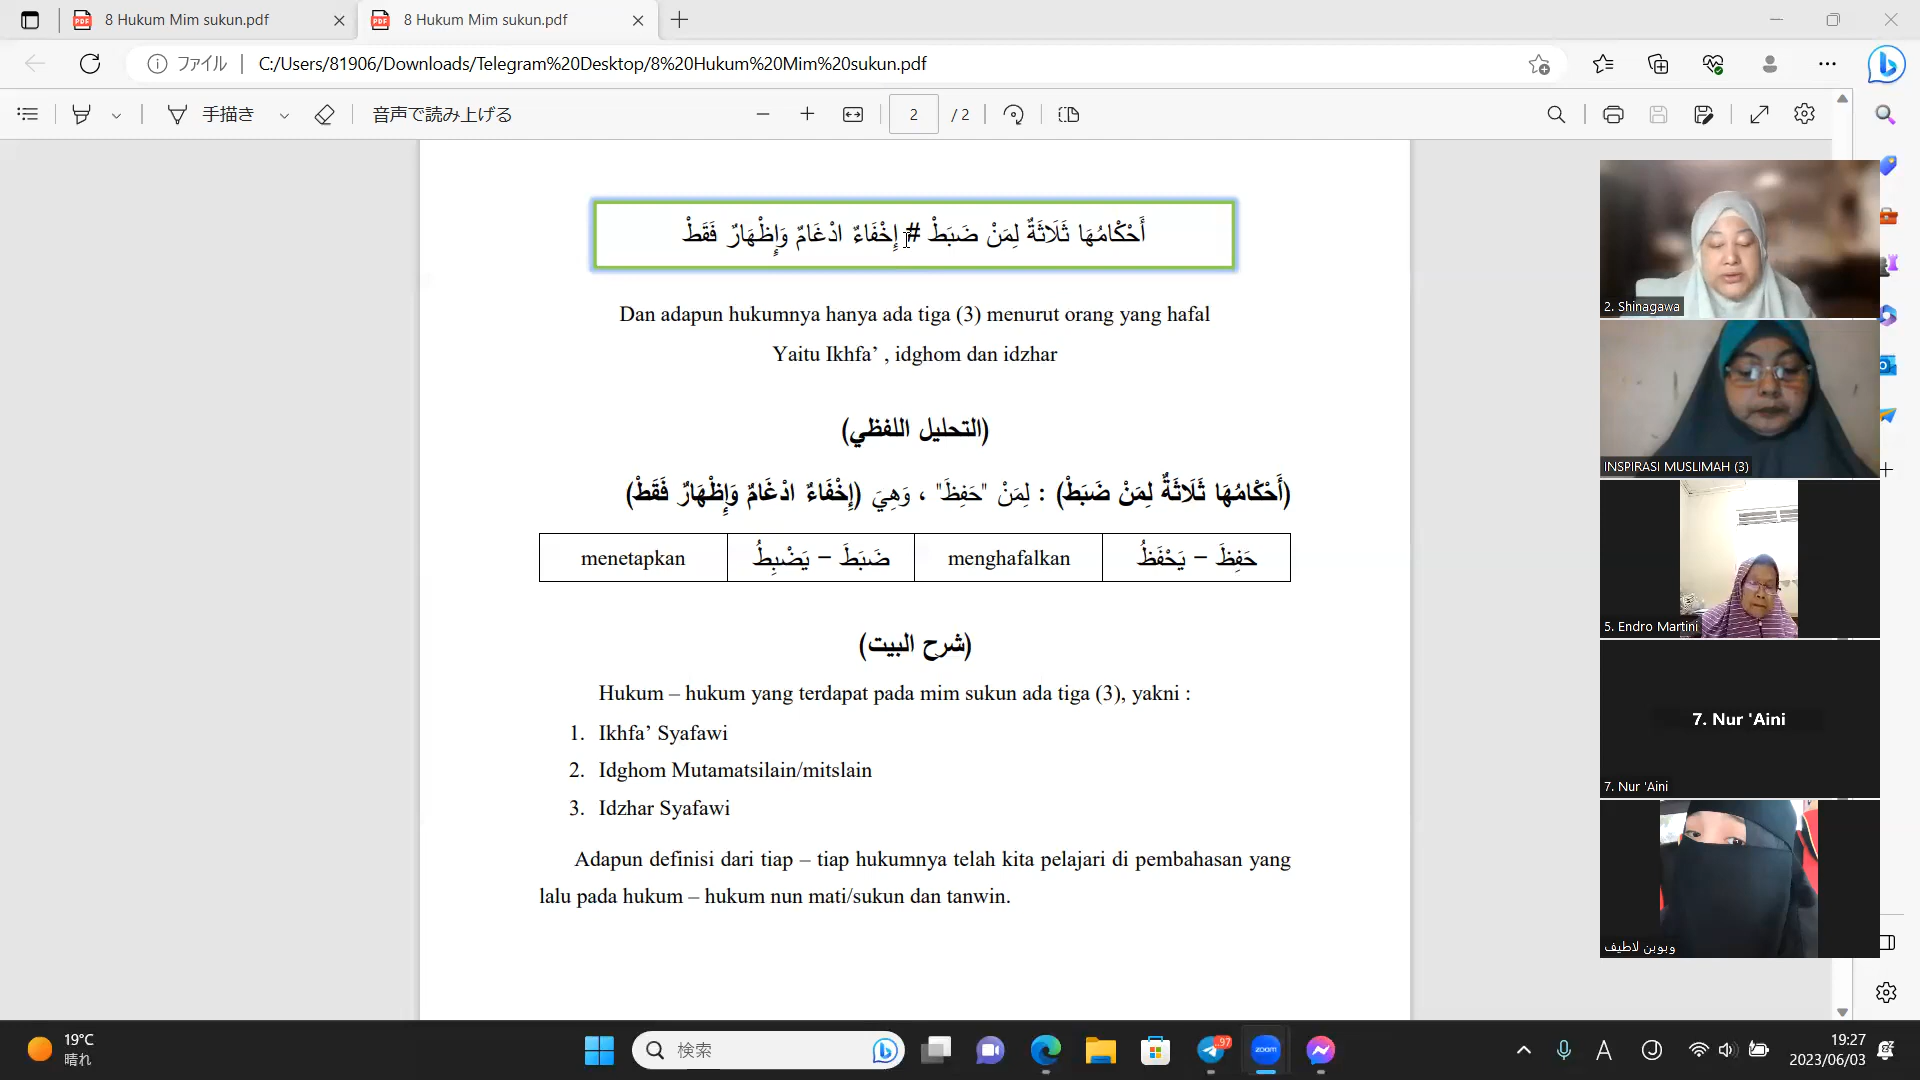 8 Hukum Mim sukun.pdf
8 Hukum Mim sukun.pdf
ファイル
C:/Users/81906/Downloads/Telegram%20Desktop/8%20Hukum%20Mim%20sukun.pdf
手描き
音声で読み上げる
2 / 2
أَحْكَامُهَا ثَلَاثَةٌ لِمَنْ ضَبَطْ # إِخْفَاءٌ ادْغَامٌ وَإِظْهَارٌ فَقَطْ
Dan adapun hukumnya hanya ada tiga (3) menurut orang yang hafal
Yaitu Ikhfa’ , idghom dan idzhar
(التحليل اللفظي)
(أَحْكَامُهَا ثَلَاثَةٌ لِمَنْ ضَبَطْ) : لِمَنْ "حَفِظَ" ، وَهِيَ (إِخْفَاءٌ ادْغَامٌ وَإِظْهَارٌ فَقَطْ)
حَفِظَ – يَحْفَظُ
menghafalkan
ضَبَطَ – يَضْبِطُ
menetapkan
(شرح البيت)
Hukum – hukum yang terdapat pada mim sukun ada tiga (3), yakni :
1. Ikhfa’ Syafawi
2. Idghom Mutamatsilain/mitslain
3. Idzhar Syafawi
Adapun definisi dari tiap – tiap hukumnya telah kita pelajari di pembahasan yang
lalu pada hukum – hukum nun mati/sukun dan tanwin.
2. Shinagawa
INSPIRASI MUSLIMAH (3)
5. Endro Martini
7. Nur 'Aini
7. Nur 'Aini
وبوبن لاطيف
19°C
晴れ
検索
97
zoom
A
19:27
2023/06/03